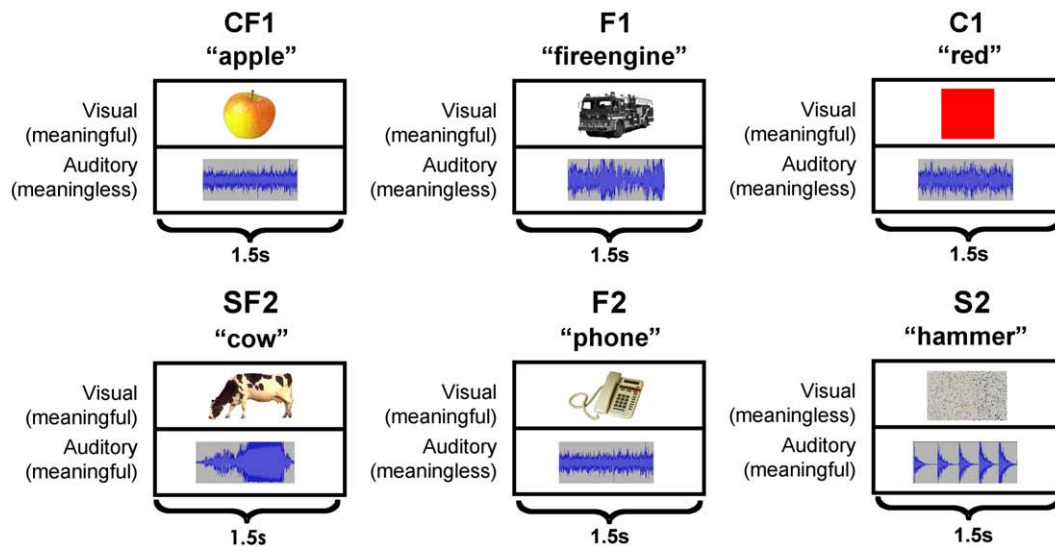 CF1
“apple”
Visual
(meaningful)
Auditory
(meaningless)
1.5s
F1
“fireengine”
Visual
(meaningful)
Auditory
(meaningless)
1.5s
C1
“red”
Visual
(meaningful)
Auditory
(meaningless)
1.5s
SF2
“cow”
Visual
(meaningful)
Auditory
(meaningful)
1.5s
F2
“phone”
Visual
(meaningful)
Auditory
(meaningless)
1.5s
S2
“hammer”
Visual
(meaningless)
Auditory
(meaningful)
1.5s